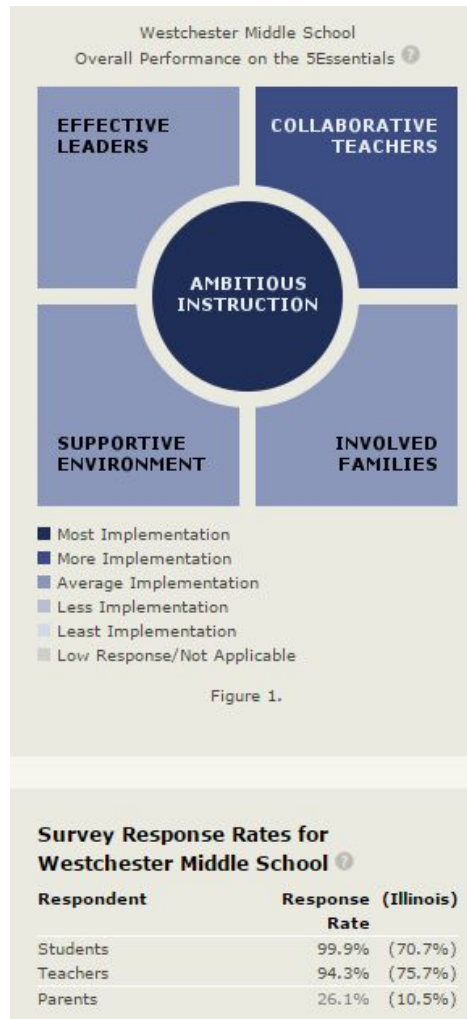 Westchester Middle School
Overall Performance on the 5Essentials ?
EFFECTIVE
LEADERS
COLLABORATIVE
TEACHERS
AMBITIOUS
INSTRUCTION
SUPPORTIVE
ENVIRONMENT
INVOLVED
FAMILIES
Most Implementation
More Implementation
Average Implementation
Less Implementation
Least Implementation
Low Response/Not Applicable
Figure 1.
Survey Response Rates for
Westchester Middle School ?
Respondent Response (Illinois)
Rate
Students 99.9% (70.7%)
Teachers 94.3% (75.7%)
Parents 26.1% (10.5%)